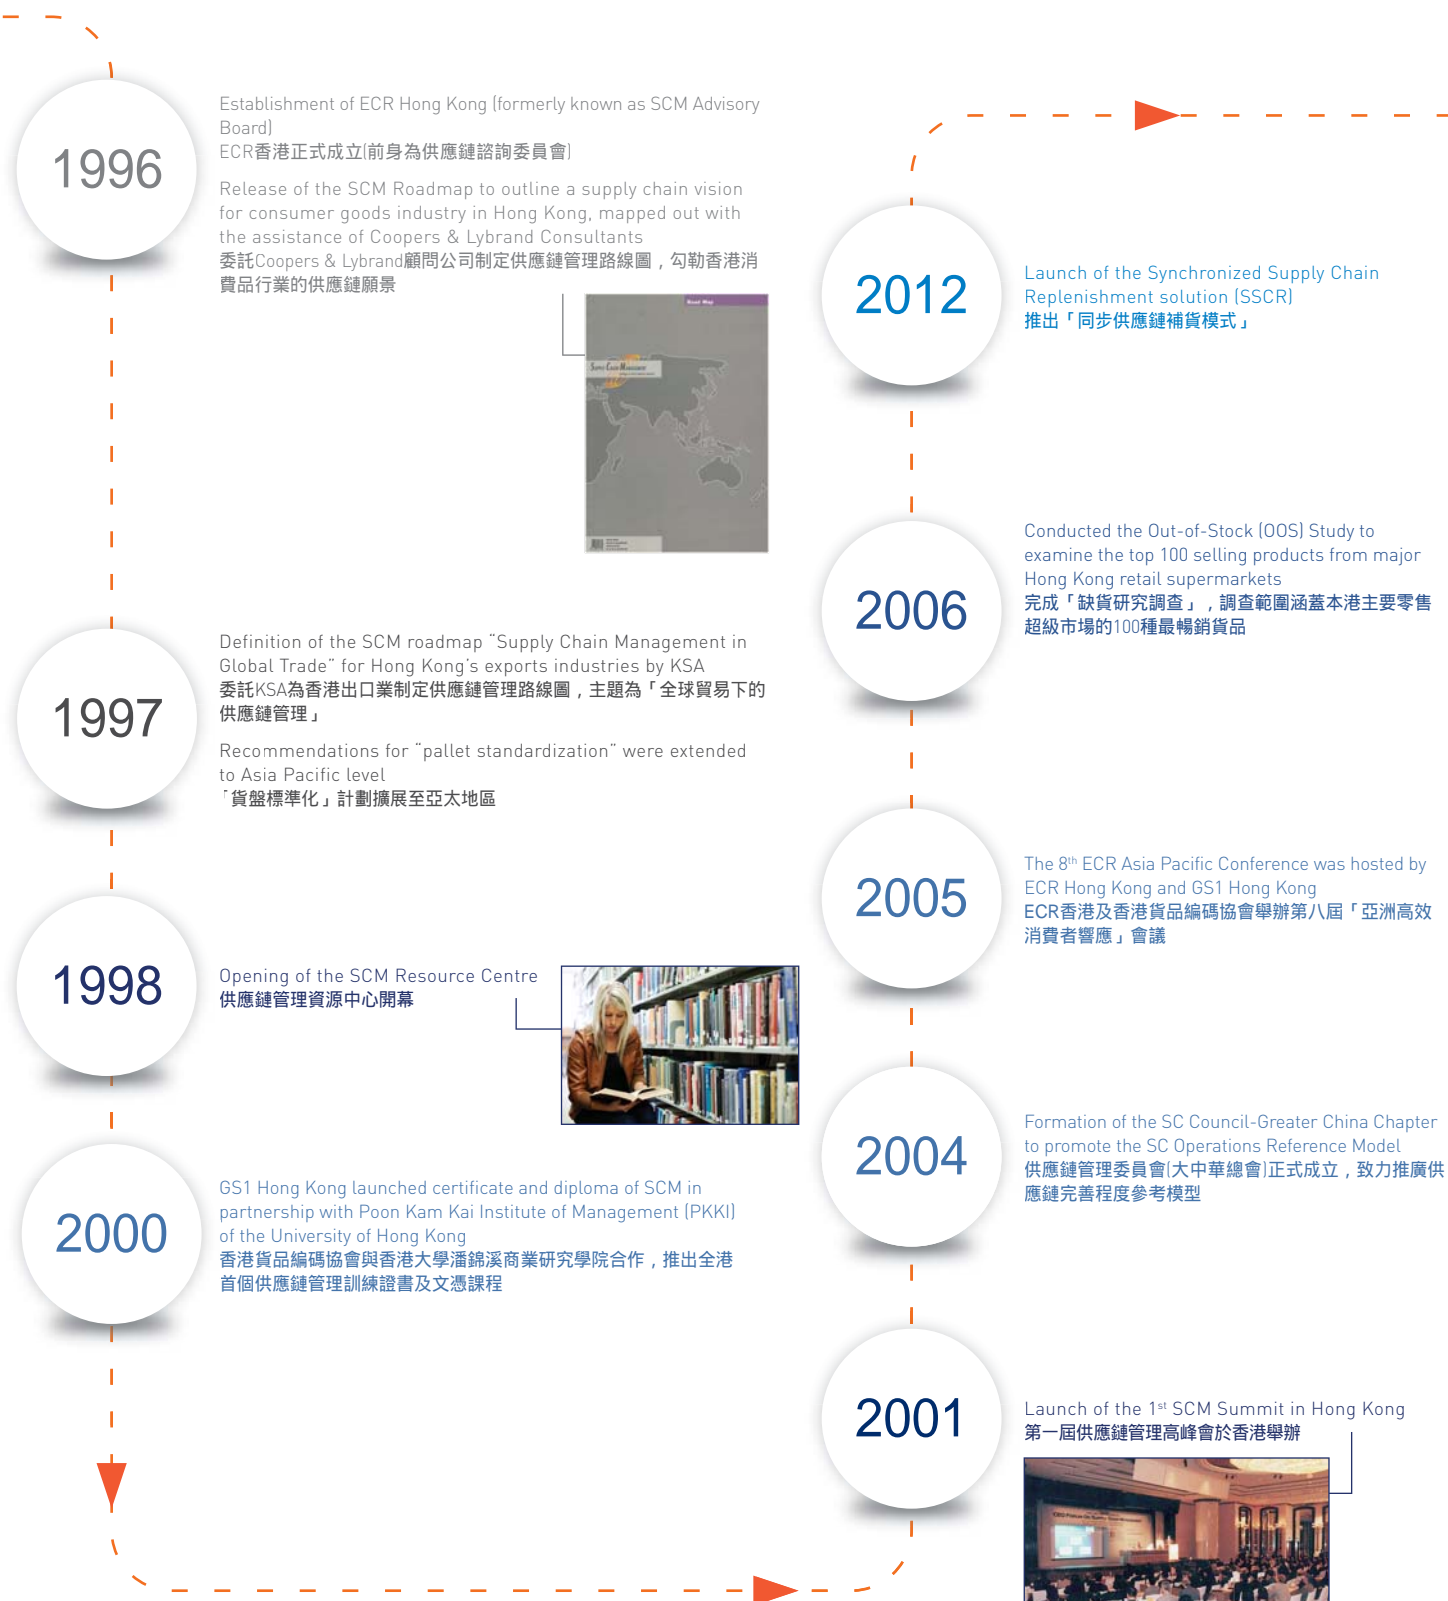 1996
Establishment of ECR Hong Kong (formerly known as SCM Advisory
Board)
ECR香港正式成立(前身為供應鏈諮詢委員會)
Release of the SCM Roadmap to outline a supply chain vision
for consumer goods industry in Hong Kong, mapped out with
the assistance of Coopers & Lybrand Consultants
委託Coopers & Lybrand顧問公司制定供應鏈管理路線圖，勾勒香港消
費品行業的供應鏈願景
Road Map
Supply Chain Management
1997
Definition of the SCM roadmap “Supply Chain Management in
Global Trade” for Hong Kong’s exports industries by KSA
委託KSA為香港出口業制定供應鏈管理路線圖，主題為「全球貿易下的
供應鏈管理」
Recommendations for “pallet standardization” were extended
to Asia Pacific level
「貨盤標準化」計劃擴展至亞太地區
1998
Opening of the SCM Resource Centre
供應鏈管理資源中心開幕
2000
GS1 Hong Kong launched certificate and diploma of SCM in
partnership with Poon Kam Kai Institute of Management (PKKI)
of the University of Hong Kong
香港貨品編碼協會與香港大學潘錦溪商業研究學院合作，推出全港
首個供應鏈管理訓練證書及文憑課程
2012
Launch of the Synchronized Supply Chain
Replenishment solution (SSCR)
推出「同步供應鏈補貨模式」
2006
Conducted the Out-of-Stock (OOS) Study to
examine the top 100 selling products from major
Hong Kong retail supermarkets
完成「缺貨研究調查」，調查範圍涵蓋本港主要零售
超級市場的100種最暢銷貨品
2005
The 8th ECR Asia Pacific Conference was hosted by
ECR Hong Kong and GS1 Hong Kong
ECR香港及香港貨品編碼協會舉辦第八屆「亞洲高效
消費者響應」會議
2004
Formation of the SC Council-Greater China Chapter
to promote the SC Operations Reference Model
供應鏈管理委員會(大中華總會)正式成立，致力推廣供
應鏈完善程度參考模型
2001
Launch of the 1st SCM Summit in Hong Kong
第一屆供應鏈管理高峰會於香港舉辦